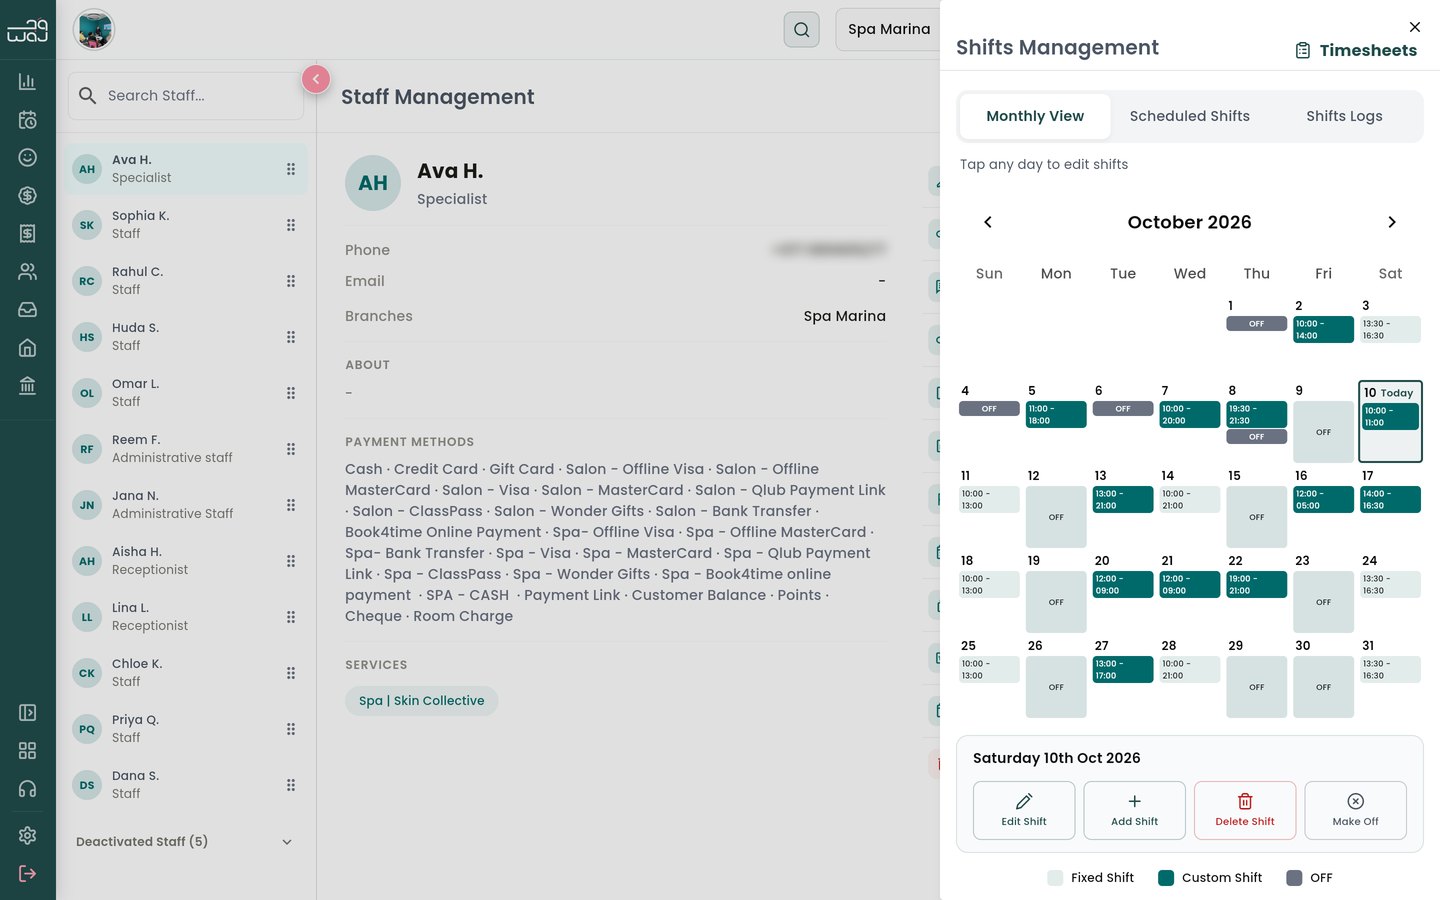 Spa Marina
Search Staff...
Ava H.
Specialist
Sophia K.
Staff
Rahul C.
Staff
Huda S.
Staff
Omar L.
Staff
Reem F.
Administrative staff
Jana N.
Administrative Staff
Aisha H.
Receptionist
Lina L.
Receptionist
Chloe K.
Staff
Priya Q.
Staff
Dana S.
Staff
Deactivated Staff (5)
AH
SK
RC
HS
OL
RF
JN
AH
LL
CK
PQ
DS
Staff Management
AH
Ava H.
Specialist
Phone
Email -
Branches Spa Marina
ABOUT
-
PAYMENT METHODS
Cash · Credit Card · Gift Card · Salon - Offline Visa · Salon - Offline
MasterCard · Salon - Visa · Salon - MasterCard · Salon - Qlub Payment Link
· Salon - ClassPass · Salon - Wonder Gifts · Salon - Bank Transfer ·
Book4time Online Payment · Spa- Offline Visa · Spa - Offline MasterCard ·
Spa- Bank Transfer · Spa - Visa · Spa - MasterCard · Spa - Qlub Payment
Link · Spa - ClassPass · Spa - Wonder Gifts · Spa - Book4time online
payment · SPA - CASH · Payment Link · Customer Balance · Points ·
Cheque · Room Charge
SERVICES
Spa | Skin Collective
Shifts Management
Timesheets
Monthly View Scheduled Shifts Shifts Logs
Tap any day to edit shifts
October 2026
Sun Mon Tue Wed Thu Fri Sat
1 2 3
OFF 10:00 - 13:30 -
14:00 16:30
4 5 6 7 8 9 10 Today
OFF 11:00 - OFF 10:00 - 19:30 - 10:00 -
18:00 20:00 21:30 11:00
OFF OFF
11 12 13 14 15 16 17
10:00 - 13:00 - 10:00 - 12:00 - 14:00 -
13:00 21:00 21:00 05:00 16:30
OFF OFF
18 19 20 21 22 23 24
10:00 - 12:00 - 12:00 - 19:00 - 13:30 -
13:00 09:00 09:00 21:00 16:30
OFF OFF
25 26 27 28 29 30 31
10:00 - 13:00 - 10:00 - 13:30 -
13:00 17:00 21:00 16:30
OFF OFF OFF
Saturday 10th Oct 2026
Edit Shift Add Shift Delete Shift Make Off
Fixed Shift Custom Shift OFF